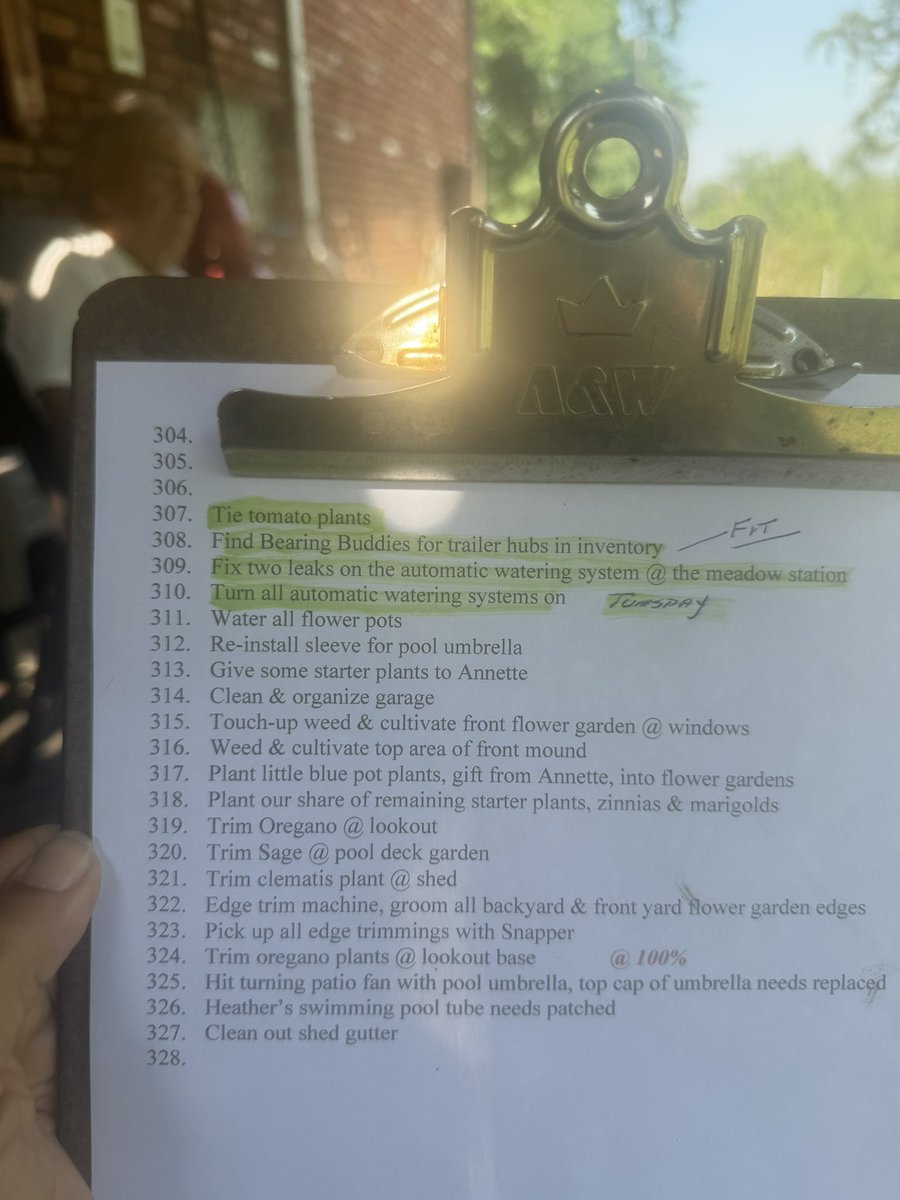 A&W
304.
305.
306.
307. Tie tomato plants
308. Find Bearing Buddies for trailer hubs in inventory FRT
309. Fix two leaks on the automatic watering system @ the meadow station
310. Turn all automatic watering systems on TUESDAY
311. Water all flower pots
312. Re-install sleeve for pool umbrella
313. Give some starter plants to Annette
314. Clean & organize garage
315. Touch-up weed & cultivate front flower garden @ windows
316. Weed & cultivate top area of front mound
317. Plant little blue pot plants, gift from Annette, into flower gardens
318. Plant our share of remaining starter plants, zinnias & marigolds
319. Trim Oregano @ lookout
320. Trim Sage @ pool deck garden
321. Trim clematis plant @ shed
322. Edge trim machine, groom all backyard & front yard flower garden edges
323. Pick up all edge trimmings with Snapper
324. Trim oregano plants @ lookout base @ 100%
325. Hit turning patio fan with pool umbrella, top cap of umbrella needs replaced
326. Heather's swimming pool tube needs patched
327. Clean out shed gutter
328.